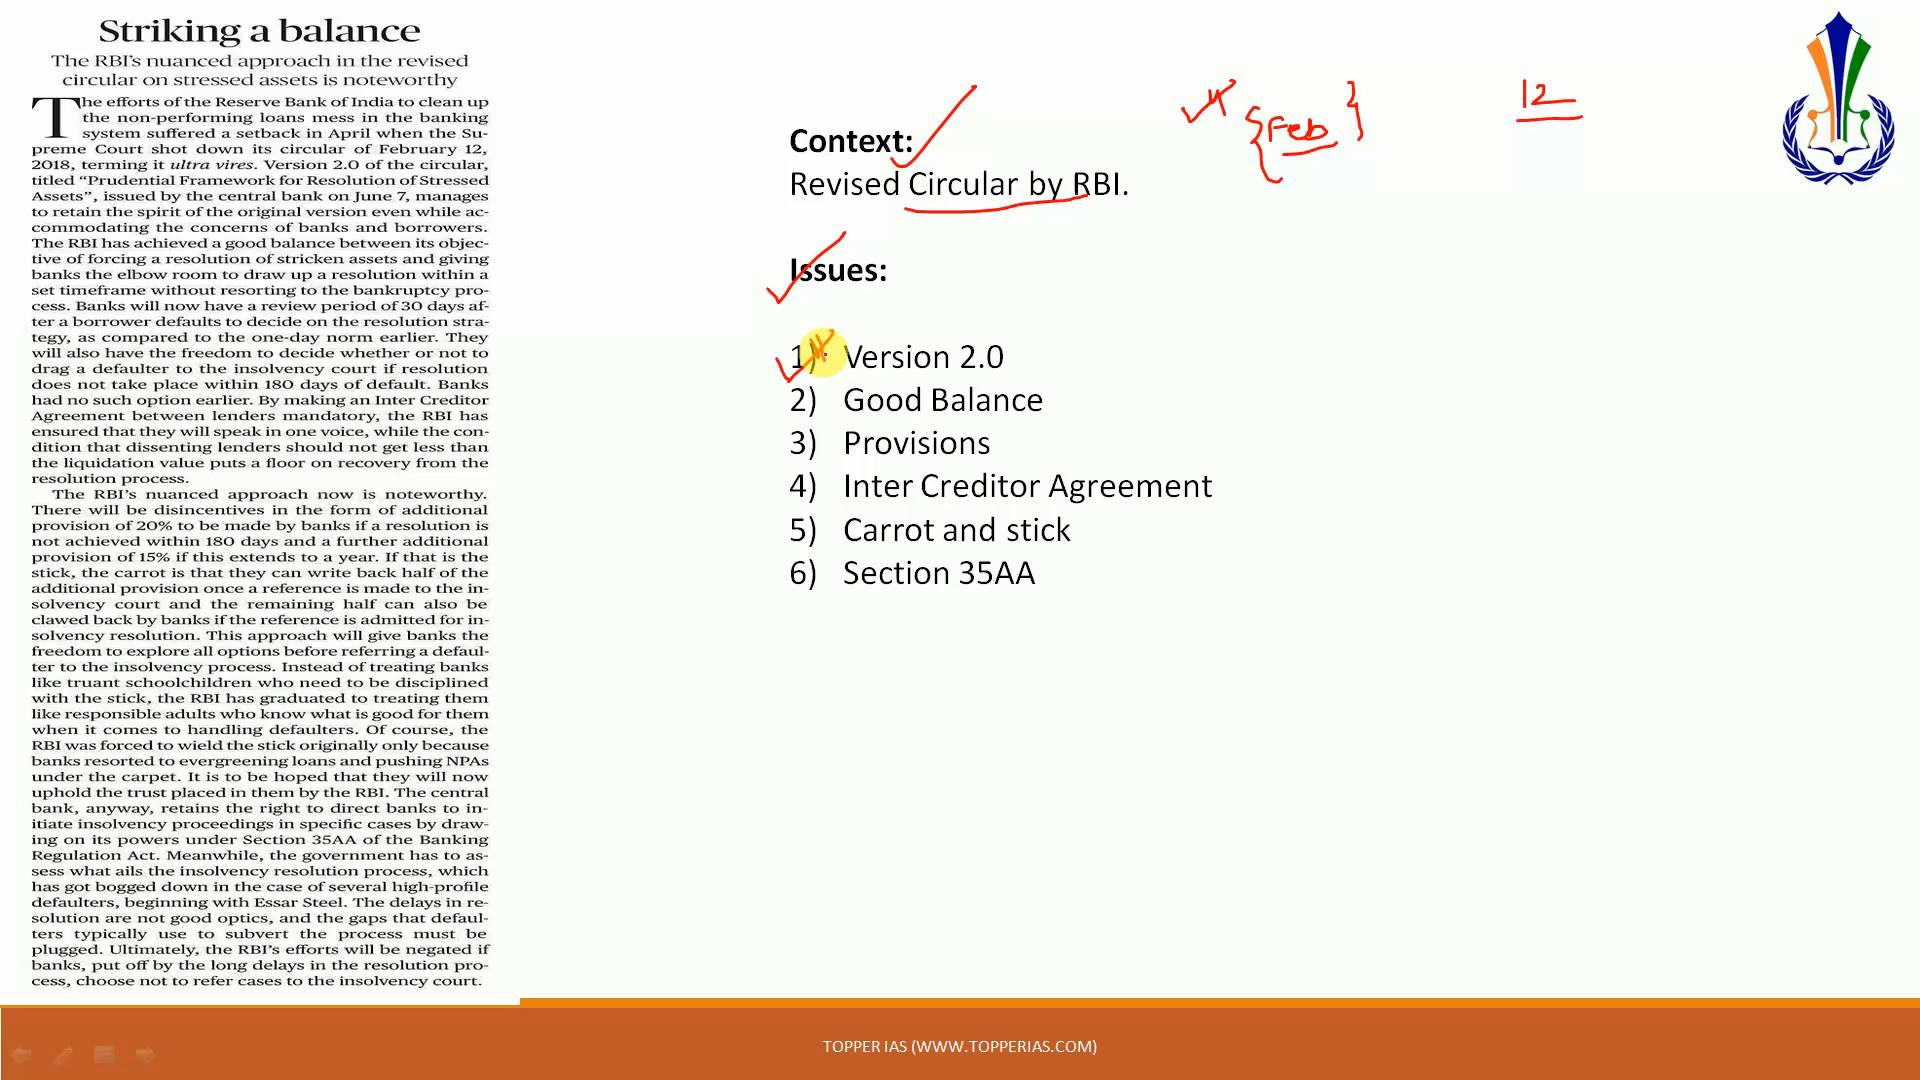 Striking a balance
The RBI's nuanced approach in the revised
circular on stressed assets is noteworthy
The efforts of the Reserve Bank of India to clean up
the non-performing loans mess in the banking
system suffered a setback in April when the Su-
preme Court shot down its circular of February 12,
2018, terming it ultra vires. Version 2.0 of the circular,
titled “Prudential Framework for Resolution of Stressed
Assets”, issued by the central bank on June 7, manages
to retain the spirit of the original version even while ac-
commodating the concerns of banks and borrowers.
The RBI has achieved a good balance between its objec-
tive of forcing a resolution of stricken assets and giving
banks the elbow room to draw up a resolution within a
set timeframe without resorting to the bankruptcy pro-
cess. Banks will now have a review period of 30 days af-
ter a borrower defaults to decide on the resolution stra-
tegy, as compared to the one-day norm earlier. They
will also have the freedom to decide whether or not to
drag a defaulter to the insolvency court if resolution
does not take place within 180 days of default. Banks
had no such option earlier. By making an Inter Creditor
Agreement between lenders mandatory, the RBI has
ensured that they will speak in one voice, while the con-
dition that dissenting lenders should not get less than
the liquidation value puts a floor on recovery from the
resolution process.
The RBI's nuanced approach now is noteworthy.
There will be disincentives in the form of additional
provision of 20% to be made by banks if a resolution is
not achieved within 180 days and a further additional
provision of 15% if this extends to a year. If that is the
stick, the carrot is that they can write back half of the
additional provision once a reference is made to the in-
solvency court and the remaining half can also be
clawed back by banks if the reference is admitted for in-
solvency resolution. This approach will give banks the
freedom to explore all options before referring a defaul-
ter to the insolvency process. Instead of treating banks
like truant schoolchildren who need to be disciplined
with the stick, the RBI has graduated to treating them
like responsible adults who know what is good for them
when it comes to handling defaulters. Of course, the
RBI was forced to wield the stick originally only because
banks resorted to evergreening loans and pushing NPAs
under the carpet. It is to be hoped that they will now
uphold the trust placed in them by the RBI. The central
bank, anyway, retains the right to direct banks to in-
itiate insolvency proceedings in specific cases by draw-
ing on its powers under Section 35AA of the Banking
Regulation Act. Meanwhile, the government has to as-
sess what ails the insolvency resolution process, which
has got bogged down in the case of several high-profile
defaulters, beginning with Essar Steel. The delays in re-
solution are not good optics, and the gaps that defaul-
ters typically use to subvert the process must be
plugged. Ultimately, the RBI's efforts will be negated if
banks, put off by the long delays in the resolution pro-
cess, choose not to refer cases to the insolvency court.
Context:
Revised Circular by RBI.
{Feb}
12
Issues:
1) Version 2.0
2) Good Balance
3) Provisions
4) Inter Creditor Agreement
5) Carrot and stick
6) Section 35AA
TOPPER IAS (WWW.TOPPERIAS.COM)